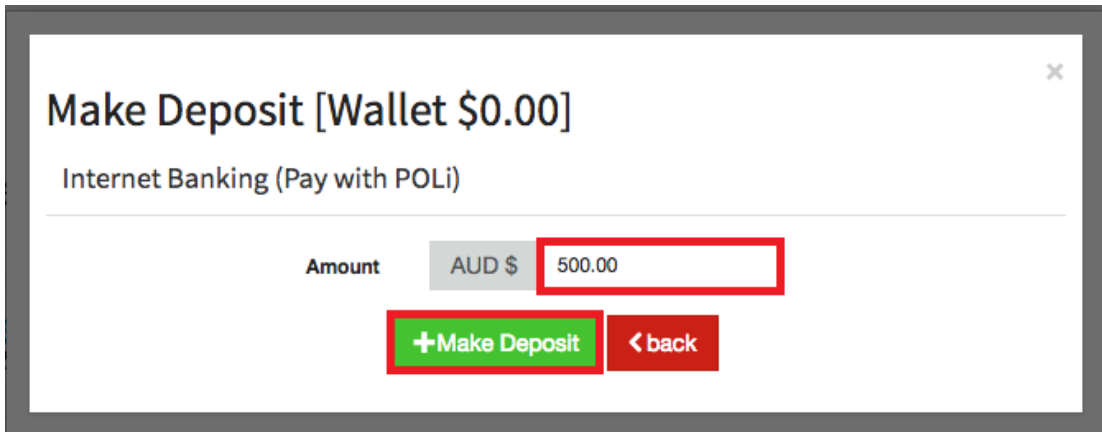 Make Deposit [Wallet $0.00]
Internet Banking (Pay with POLi)
Amount AUD $ 500.00
Make Deposit back